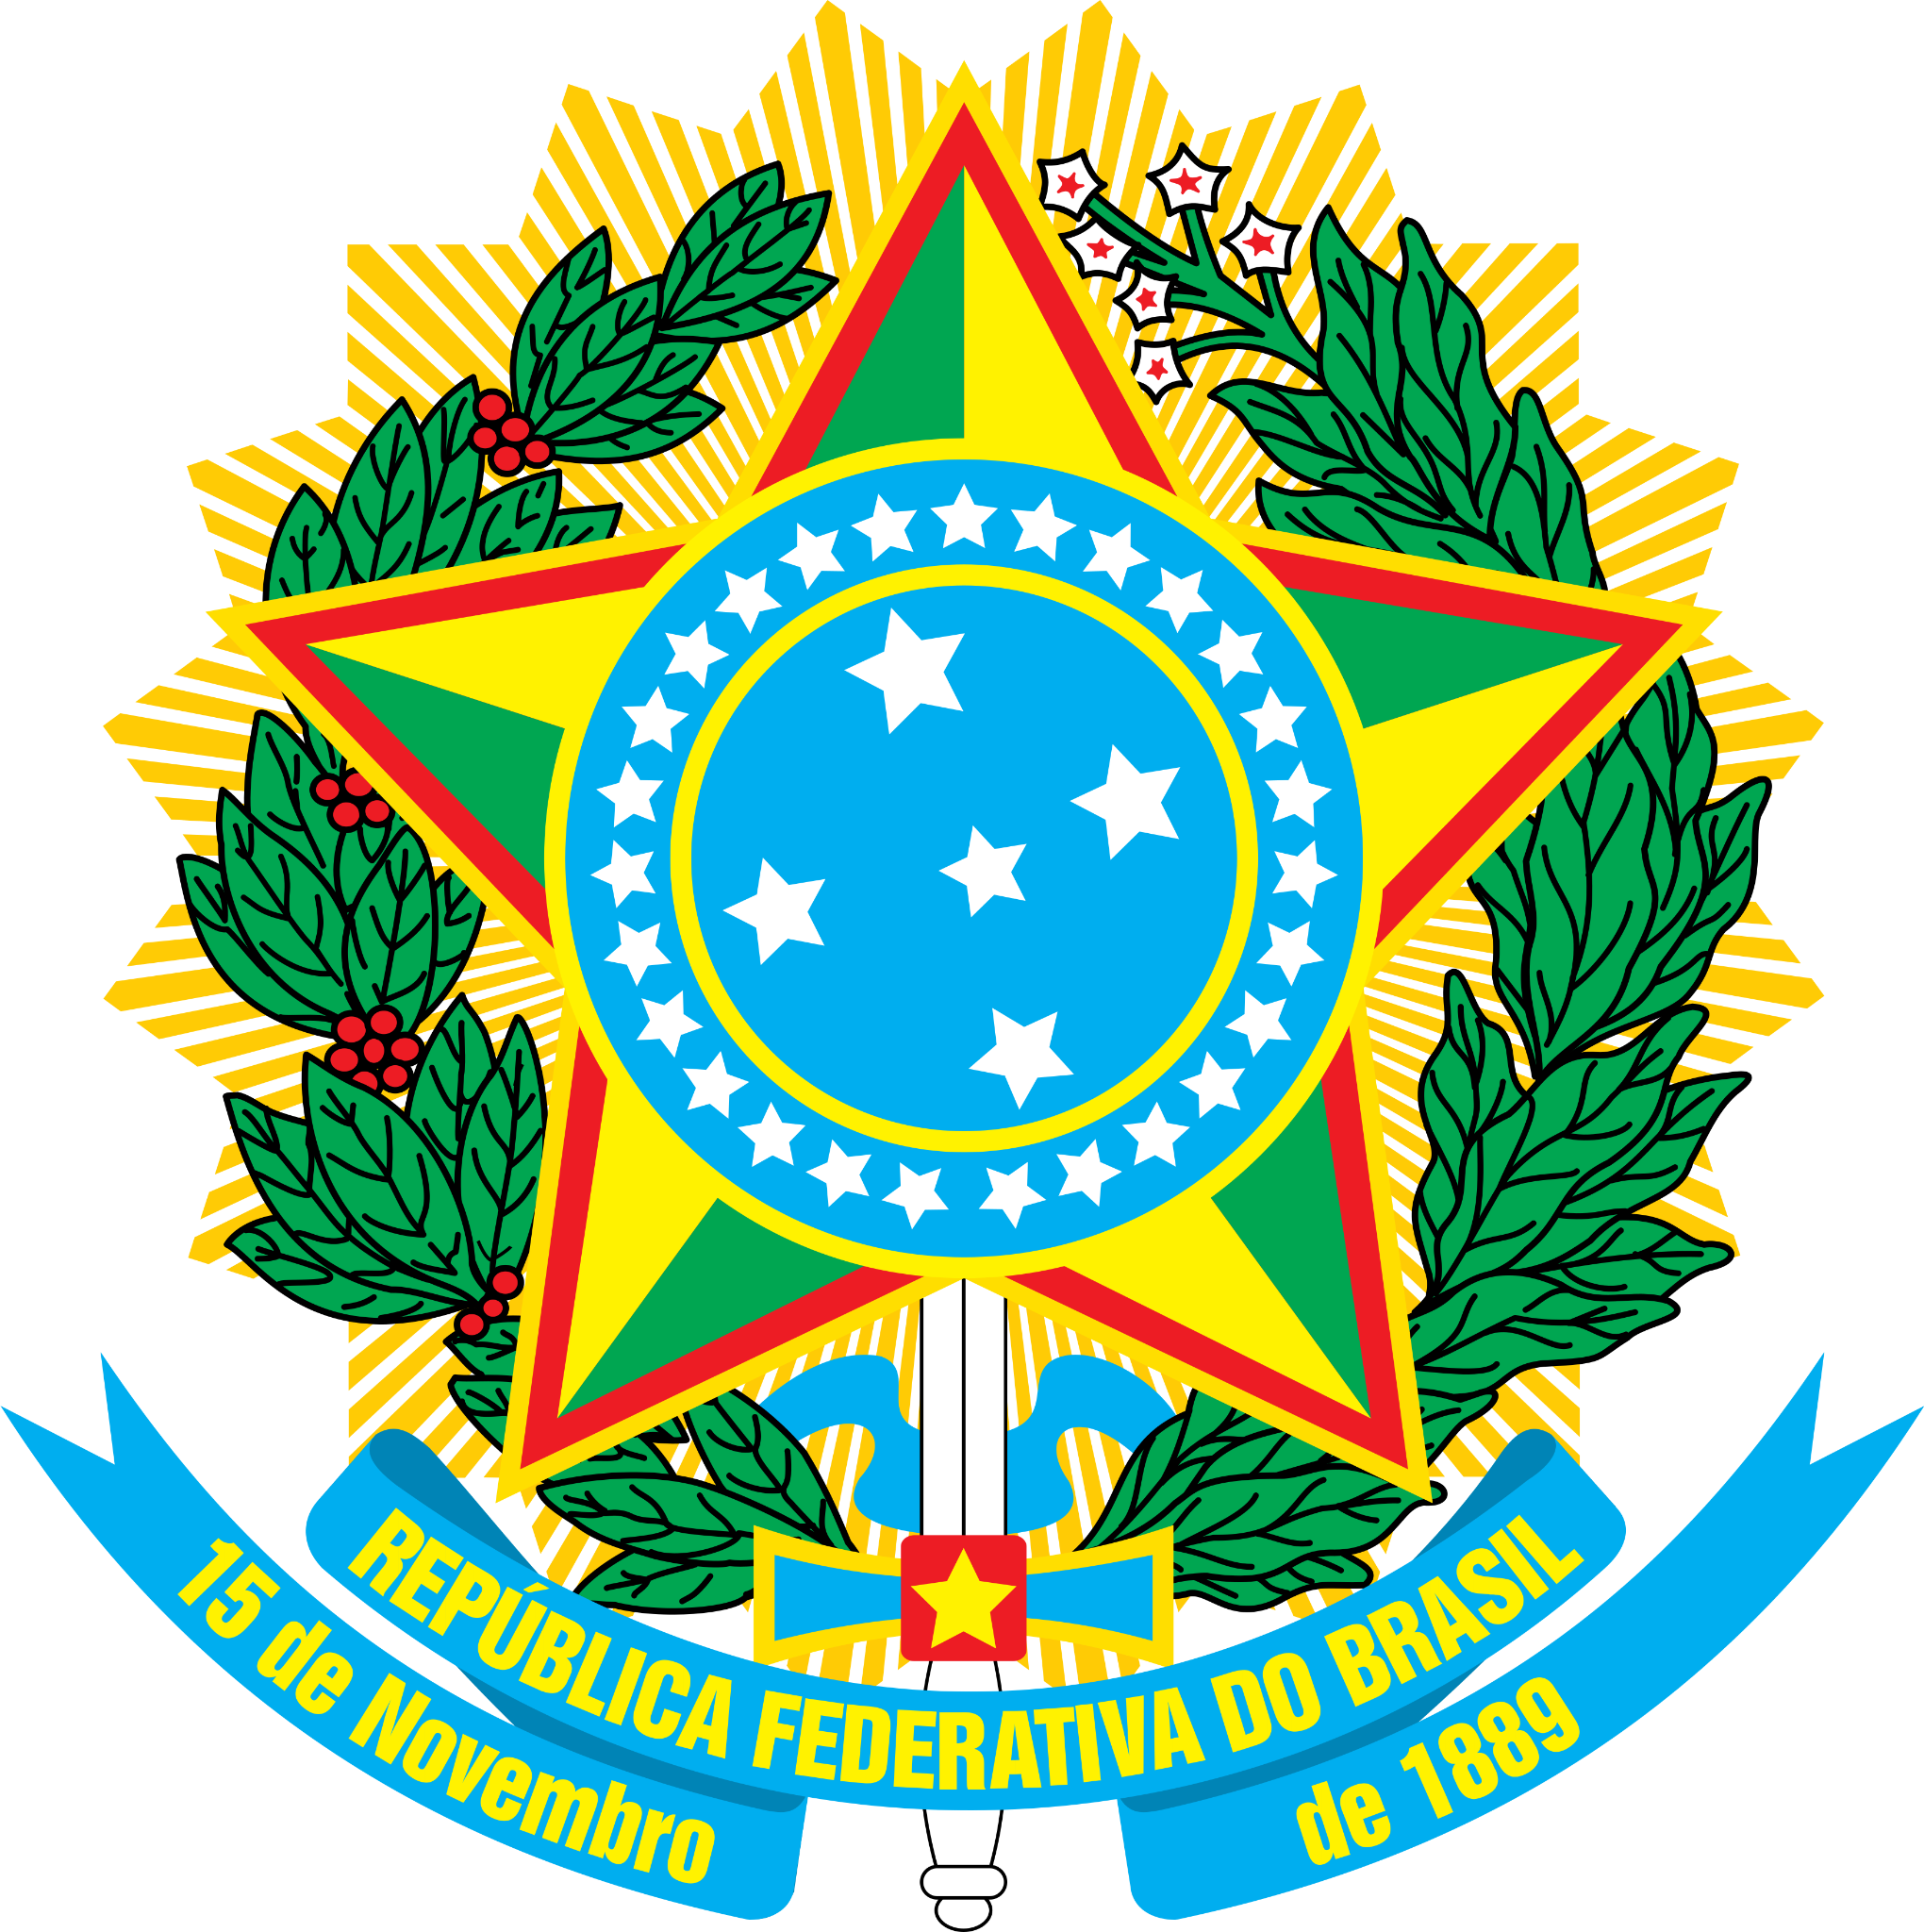 REPÚBLICA FEDERATIVA DO BRASIL
15 de Novembro
de 1889